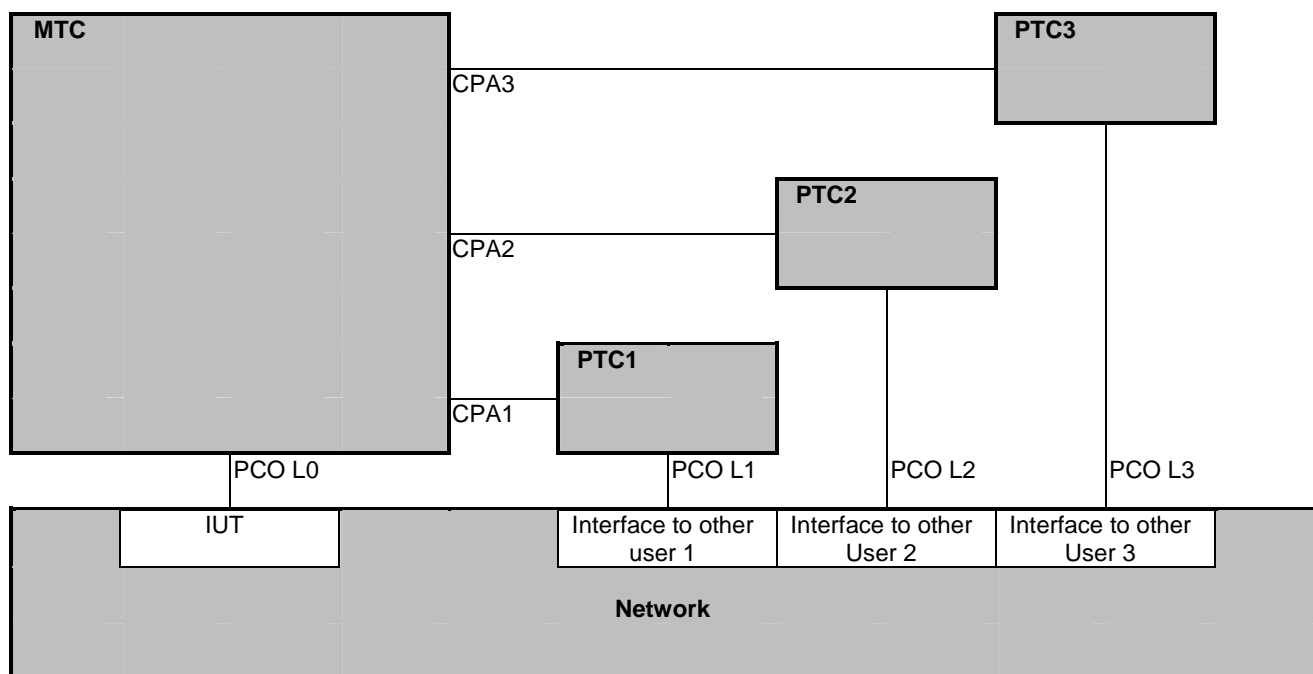 MTC
PTC3
CPA3
PTC2
CPA2
PTC1
CPA1
PCO L0
PCO L1
PCO L2
PCO L3
IUT
Interface to other
user 1
Interface to other
User 2
Interface to other
User 3
Network